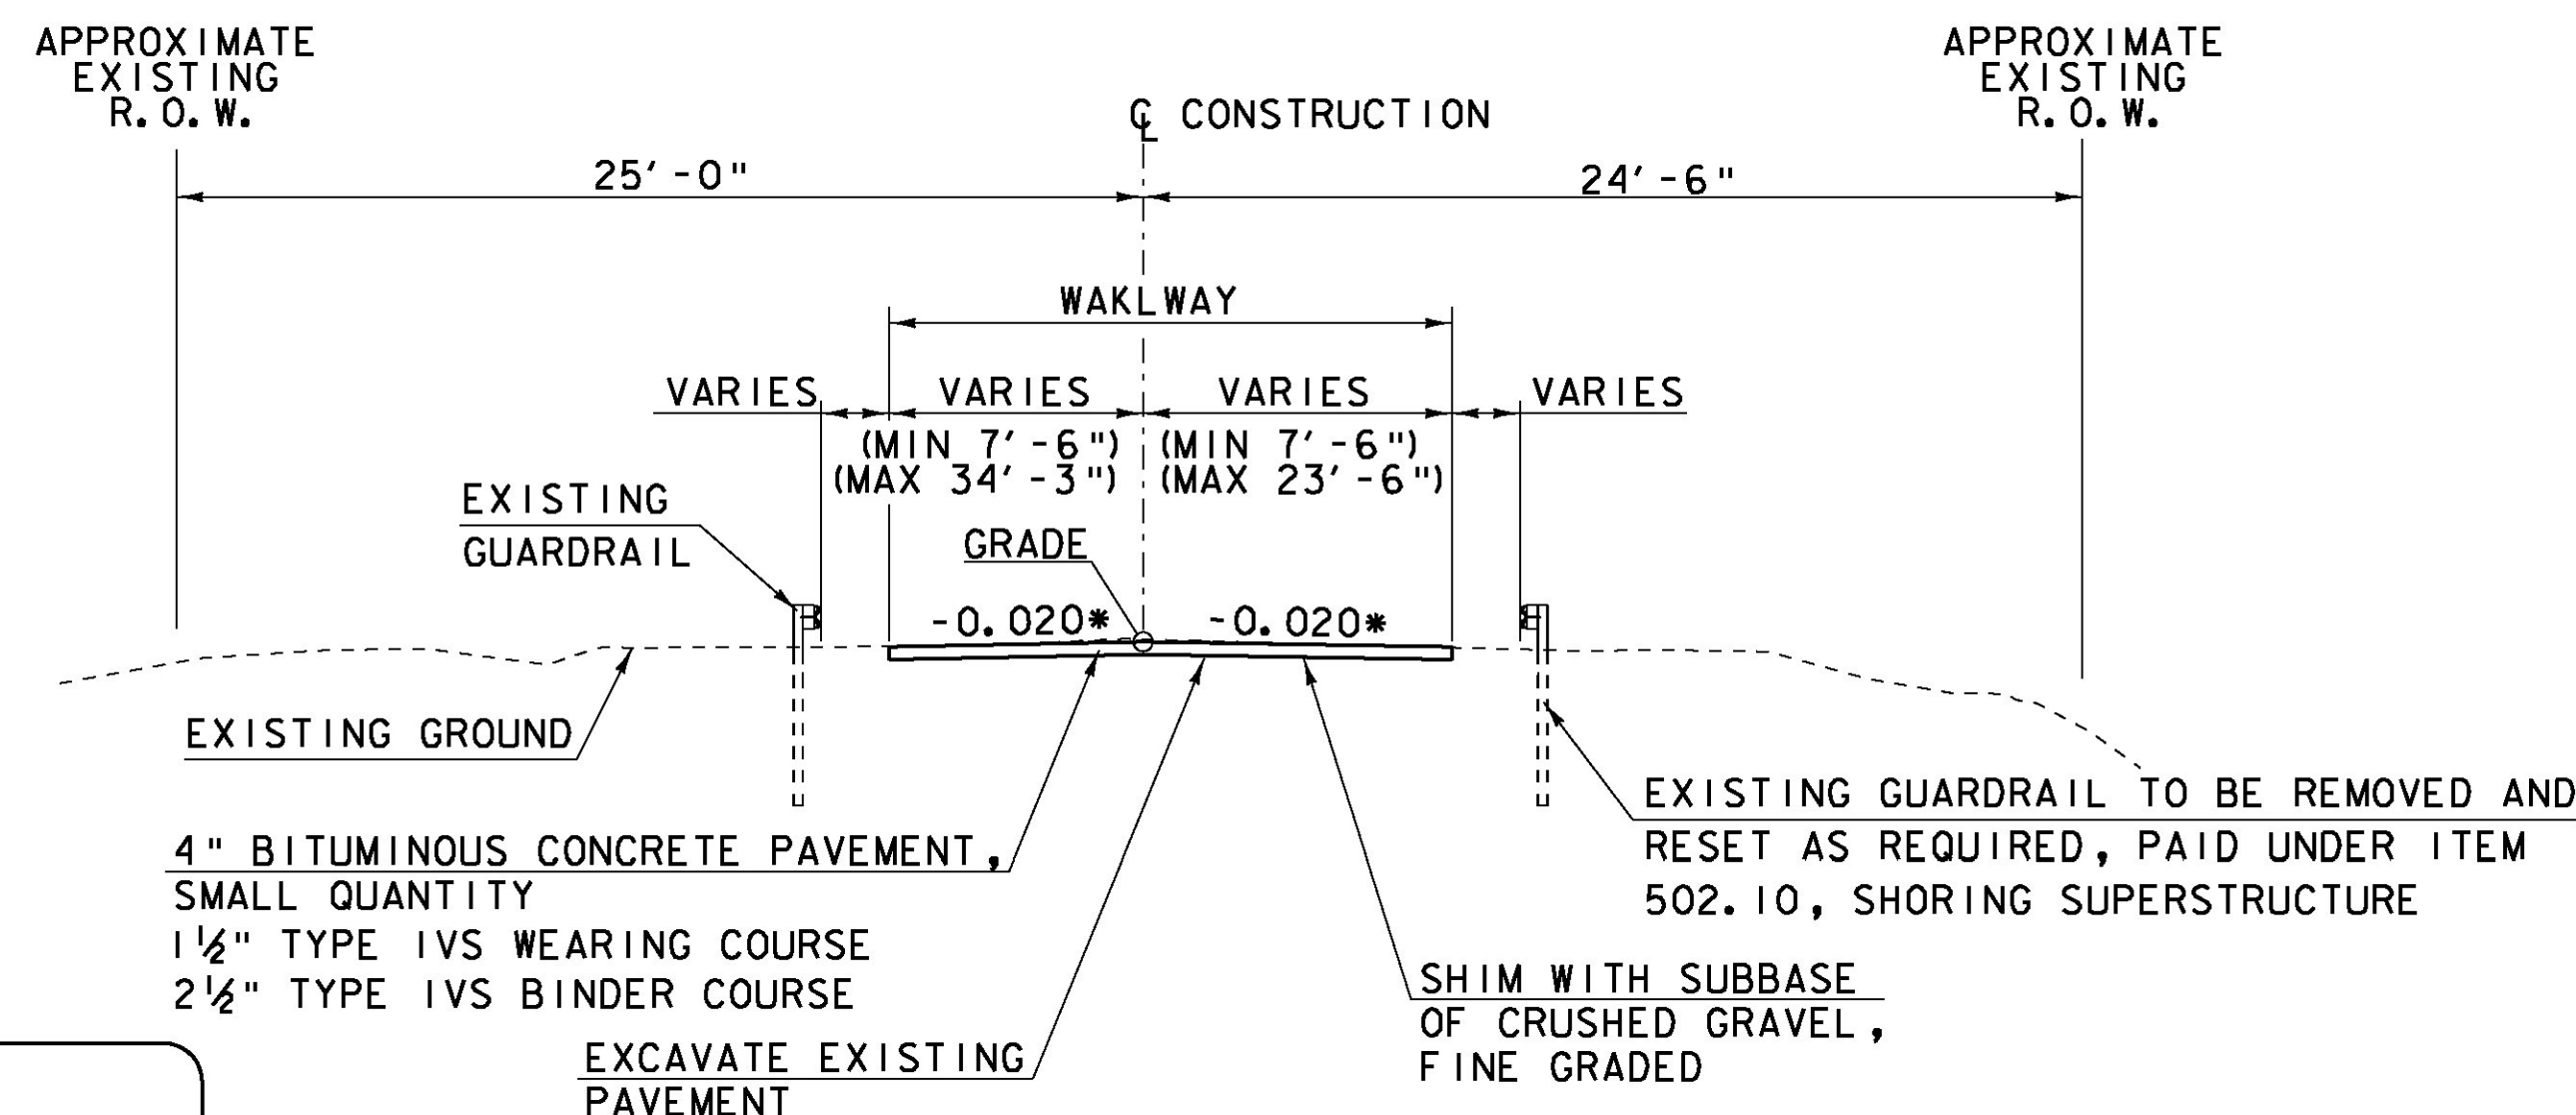 APPROXIMATE
EXISTING
R.O.W.
℄ CONSTRUCTION
APPROXIMATE
EXISTING
R.O.W.
25'-0"
24'-6"
WAKLWAY
VARIES
VARIES
VARIES
VARIES
(MIN 7'-6")
(MAX 34'-3")
(MIN 7'-6")
(MAX 23'-6")
EXISTING
GUARDRAIL
GRADE
-0.020*
-0.020*
EXISTING GROUND
4" BITUMINOUS CONCRETE PAVEMENT,
SMALL QUANTITY
1 ½" TYPE IVS WEARING COURSE
2 ½" TYPE IVS BINDER COURSE
EXCAVATE EXISTING
PAVEMENT
SHIM WITH SUBBASE
OF CRUSHED GRAVEL,
FINE GRADED
EXISTING GUARDRAIL TO BE REMOVED AND
RESET AS REQUIRED, PAID UNDER ITEM
502.10, SHORING SUPERSTRUCTURE